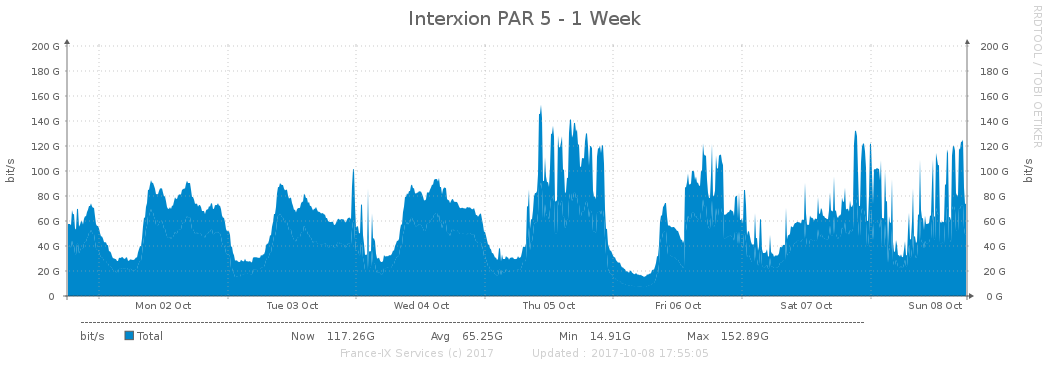 Interxion PAR 5 - 1 Week
RRDTOOL / TOBI OETIKER
bit/s
bit/s
200 G 200 G
180 G 180 G
160 G 160 G
140 G 140 G
120 G 120 G
100 G 100 G
80 G 80 G
60 G 60 G
40 G 40 G
20 G 20 G
0 0 G
Mon 02 Oct Tue 03 Oct Wed 04 Oct Thu 05 Oct Fri 06 Oct Sat 07 Oct Sun 08 Oct
bit/s Total Now 117.26G Avg 65.25G Min 14.91G Max 152.89G
France-IX Services (c) 2017 Updated : 2017-10-08 17:55:05